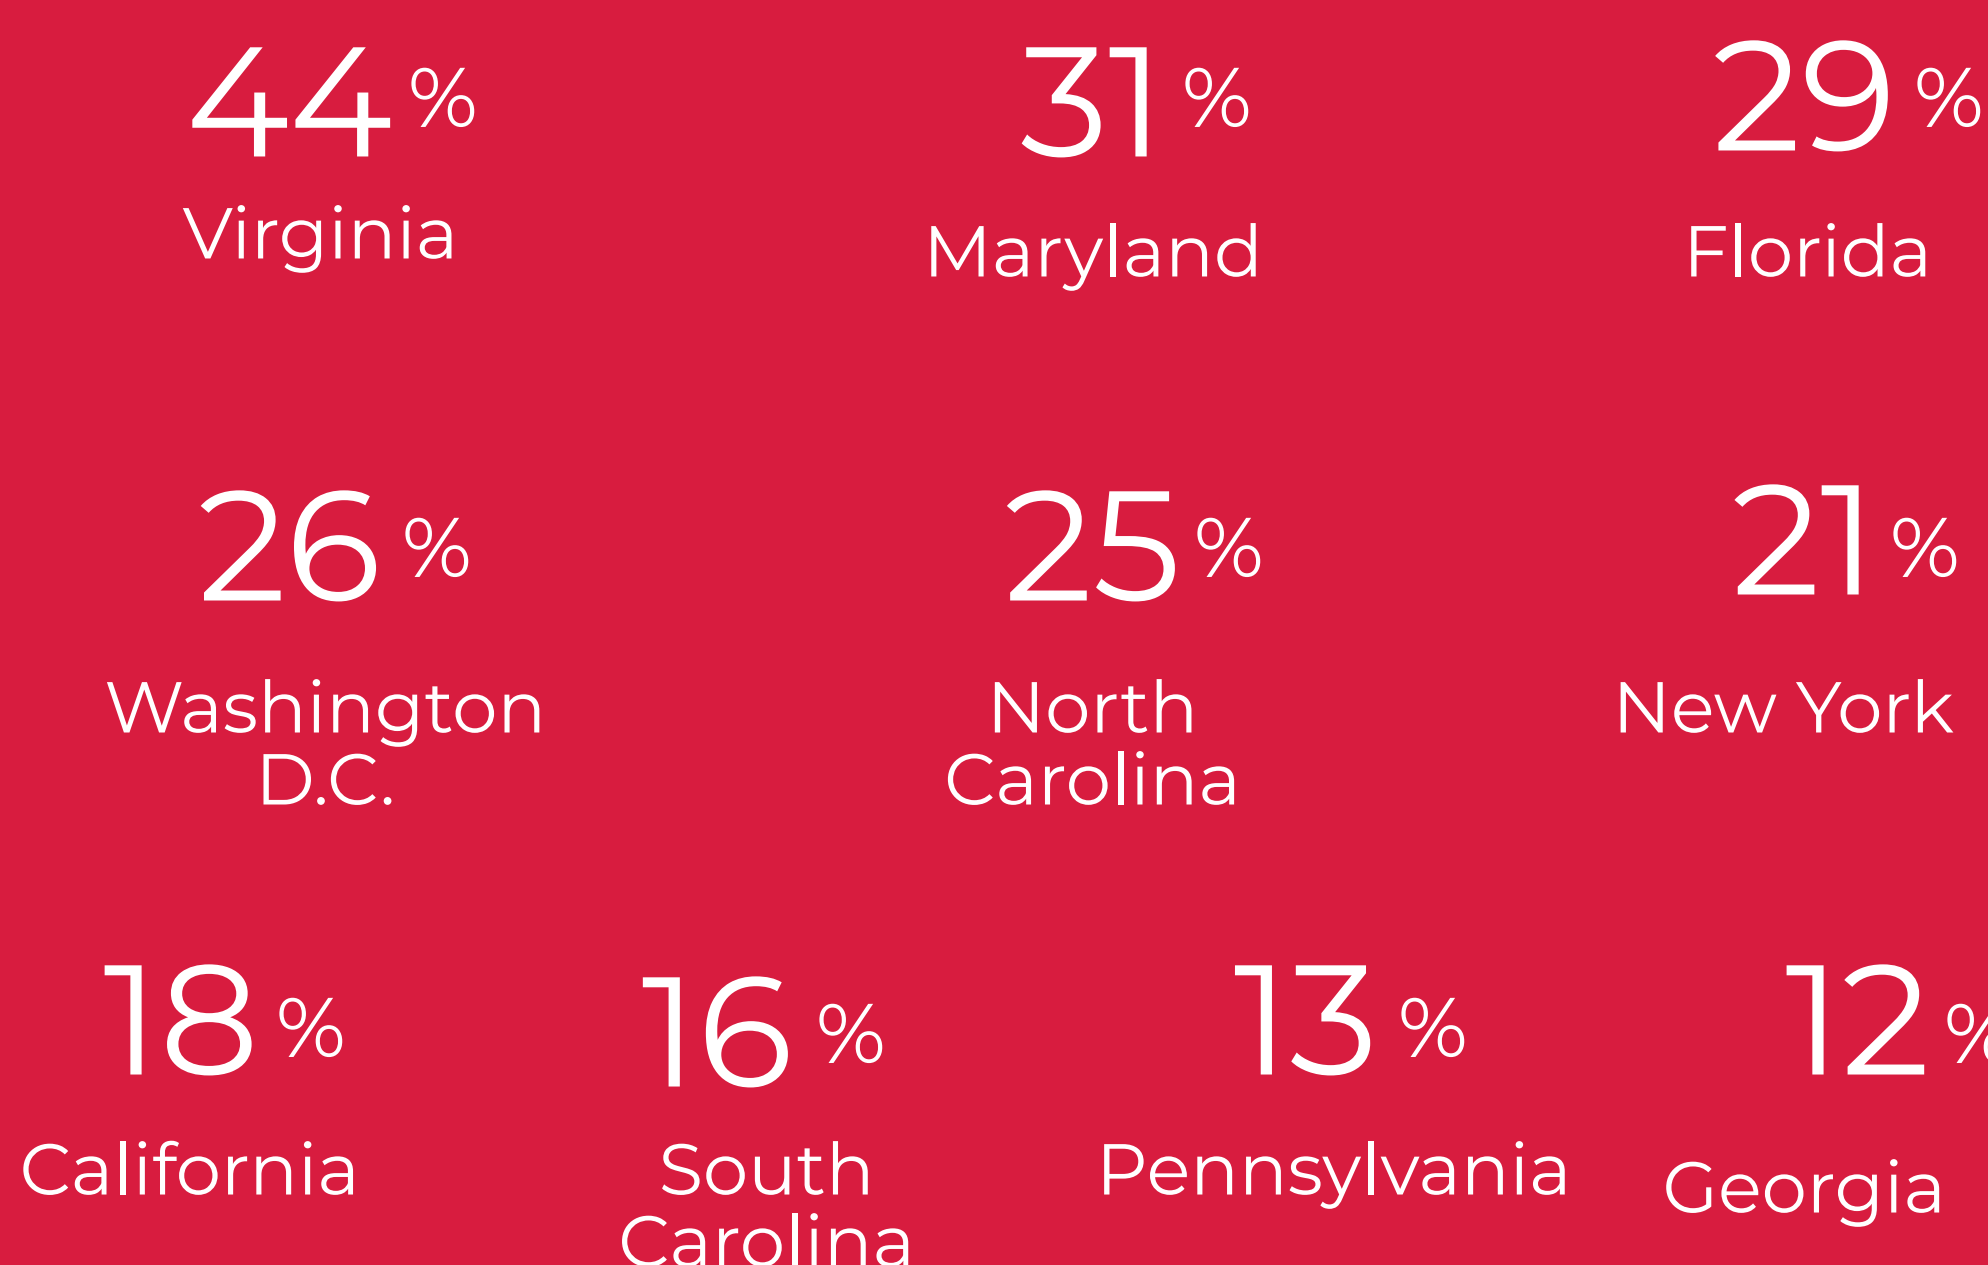 44 %
Virginia
31 %
Maryland
29 %
Florida
26 %
Washington
D.C.
25 %
North
Carolina
21 %
New York
18 %
California
16 %
South
Carolina
13 %
Pennsylvania
12 %
Georgia